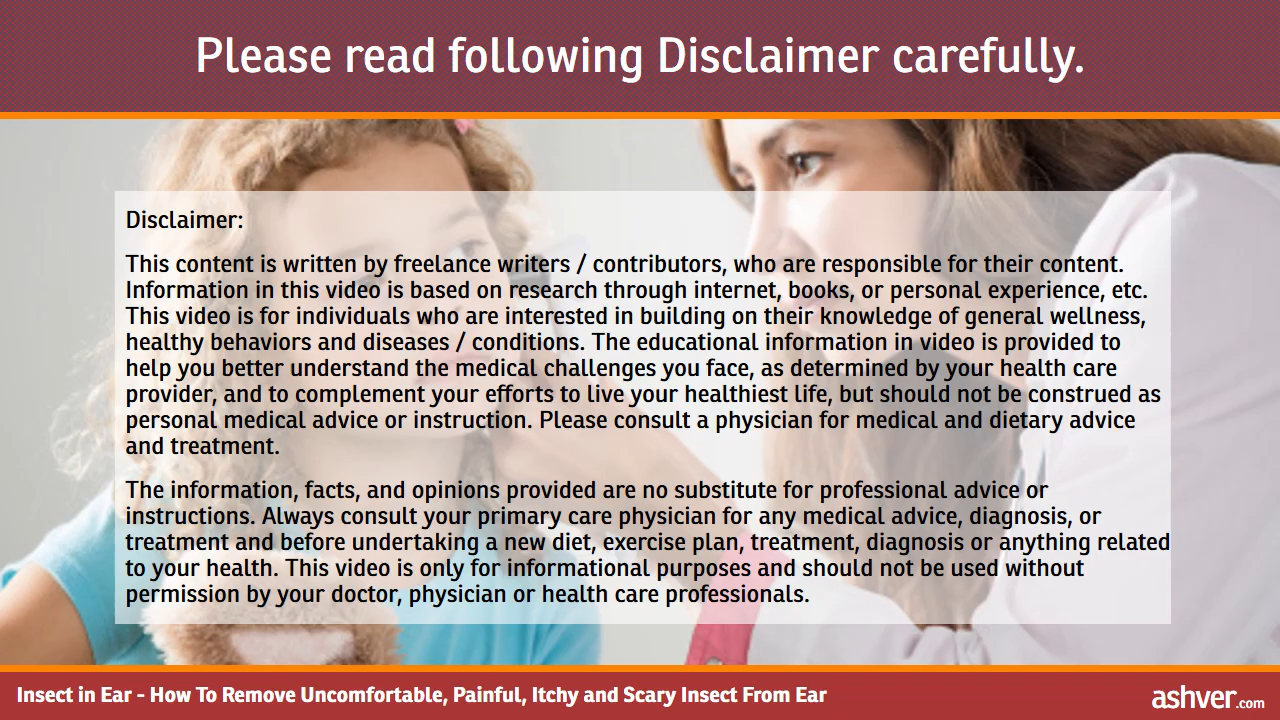 Please read following Disclaimer carefully.
Disclaimer:
This content is written by freelance writers / contributors, who are responsible for their content.
Information in this video is based on research through internet, books, or personal experience, etc.
This video is for individuals who are interested in building on their knowledge of general wellness,
healthy behaviors and diseases / conditions. The educational information in video is provided to
help you better understand the medical challenges you face, as determined by your health care
provider, and to complement your efforts to live your healthiest life, but should not be construed as
personal medical advice or instruction. Please consult a physician for medical and dietary advice
and treatment.
The information, facts, and opinions provided are no substitute for professional advice or
instructions. Always consult your primary care physician for any medical advice, diagnosis, or
treatment and before undertaking a new diet, exercise plan, treatment, diagnosis or anything related
to your health. This video is only for informational purposes and should not be used without
permission by your doctor, physician or health care professionals.
Insect in Ear - How To Remove Uncomfortable, Painful, Itchy and Scary Insect From Ear
ashver.com